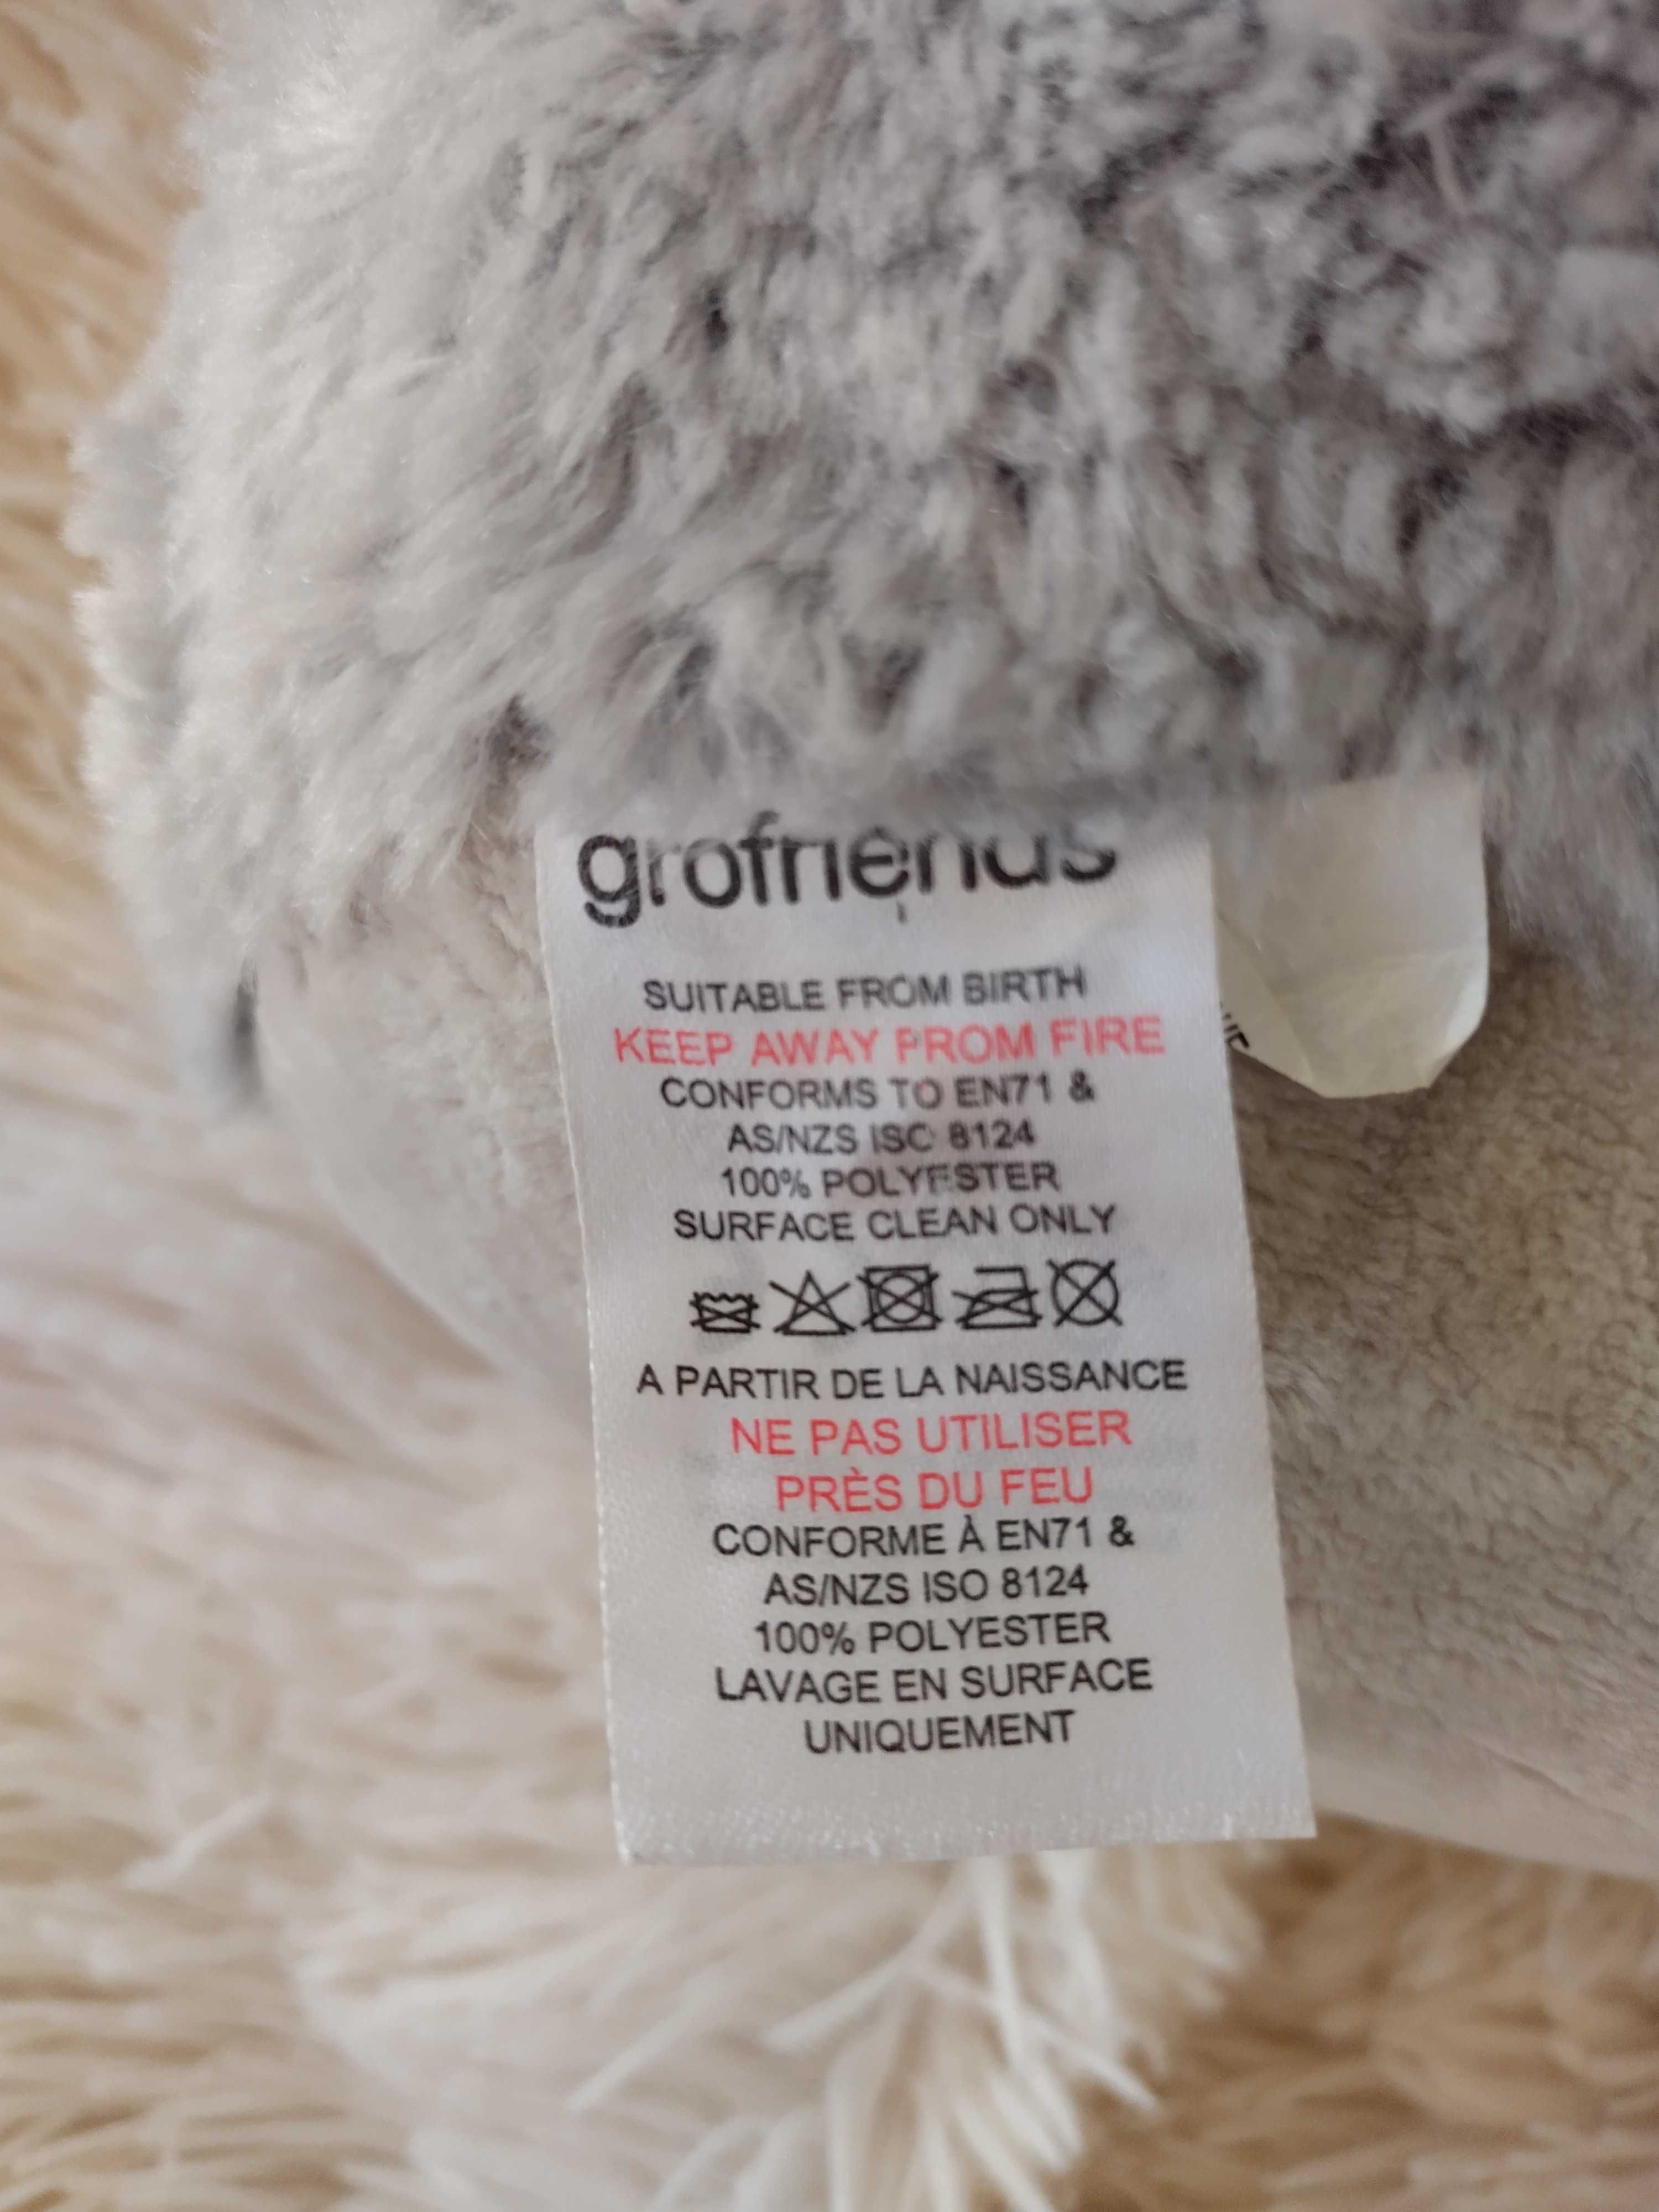 grofriends
SUITABLE FROM BIRTH
KEEP AWAY FROM FIRE
CONFORMS TO EN71 &
AS/NZS ISO 8124
100% POLYESTER
SURFACE CLEAN ONLY
A PARTIR DE LA NAISSANCE
NE PAS UTILISER
PRÈS DU FEU
CONFORME À EN71 &
AS/NZS ISO 8124
100% POLYESTER
LAVAGE EN SURFACE
UNIQUEMENT